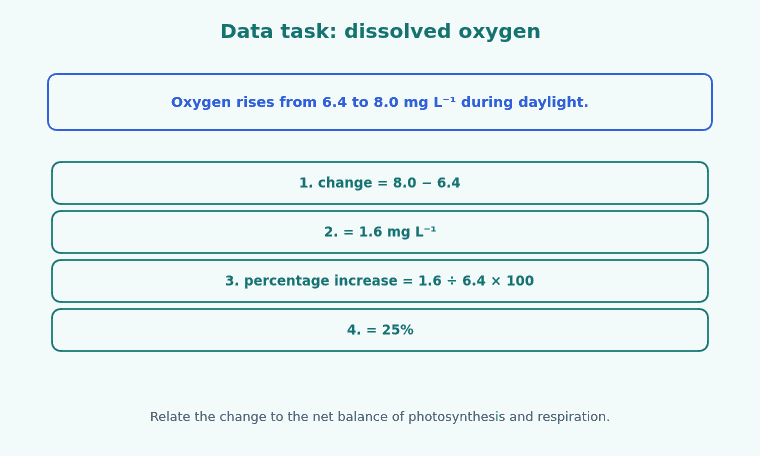 Data task: dissolved oxygen
Oxygen rises from 6.4 to 8.0 mg L⁻¹ during daylight.
1. change = 8.0 − 6.4
2. = 1.6 mg L⁻¹
3. percentage increase = 1.6 ÷ 6.4 × 100
4. = 25%
Relate the change to the net balance of photosynthesis and respiration.